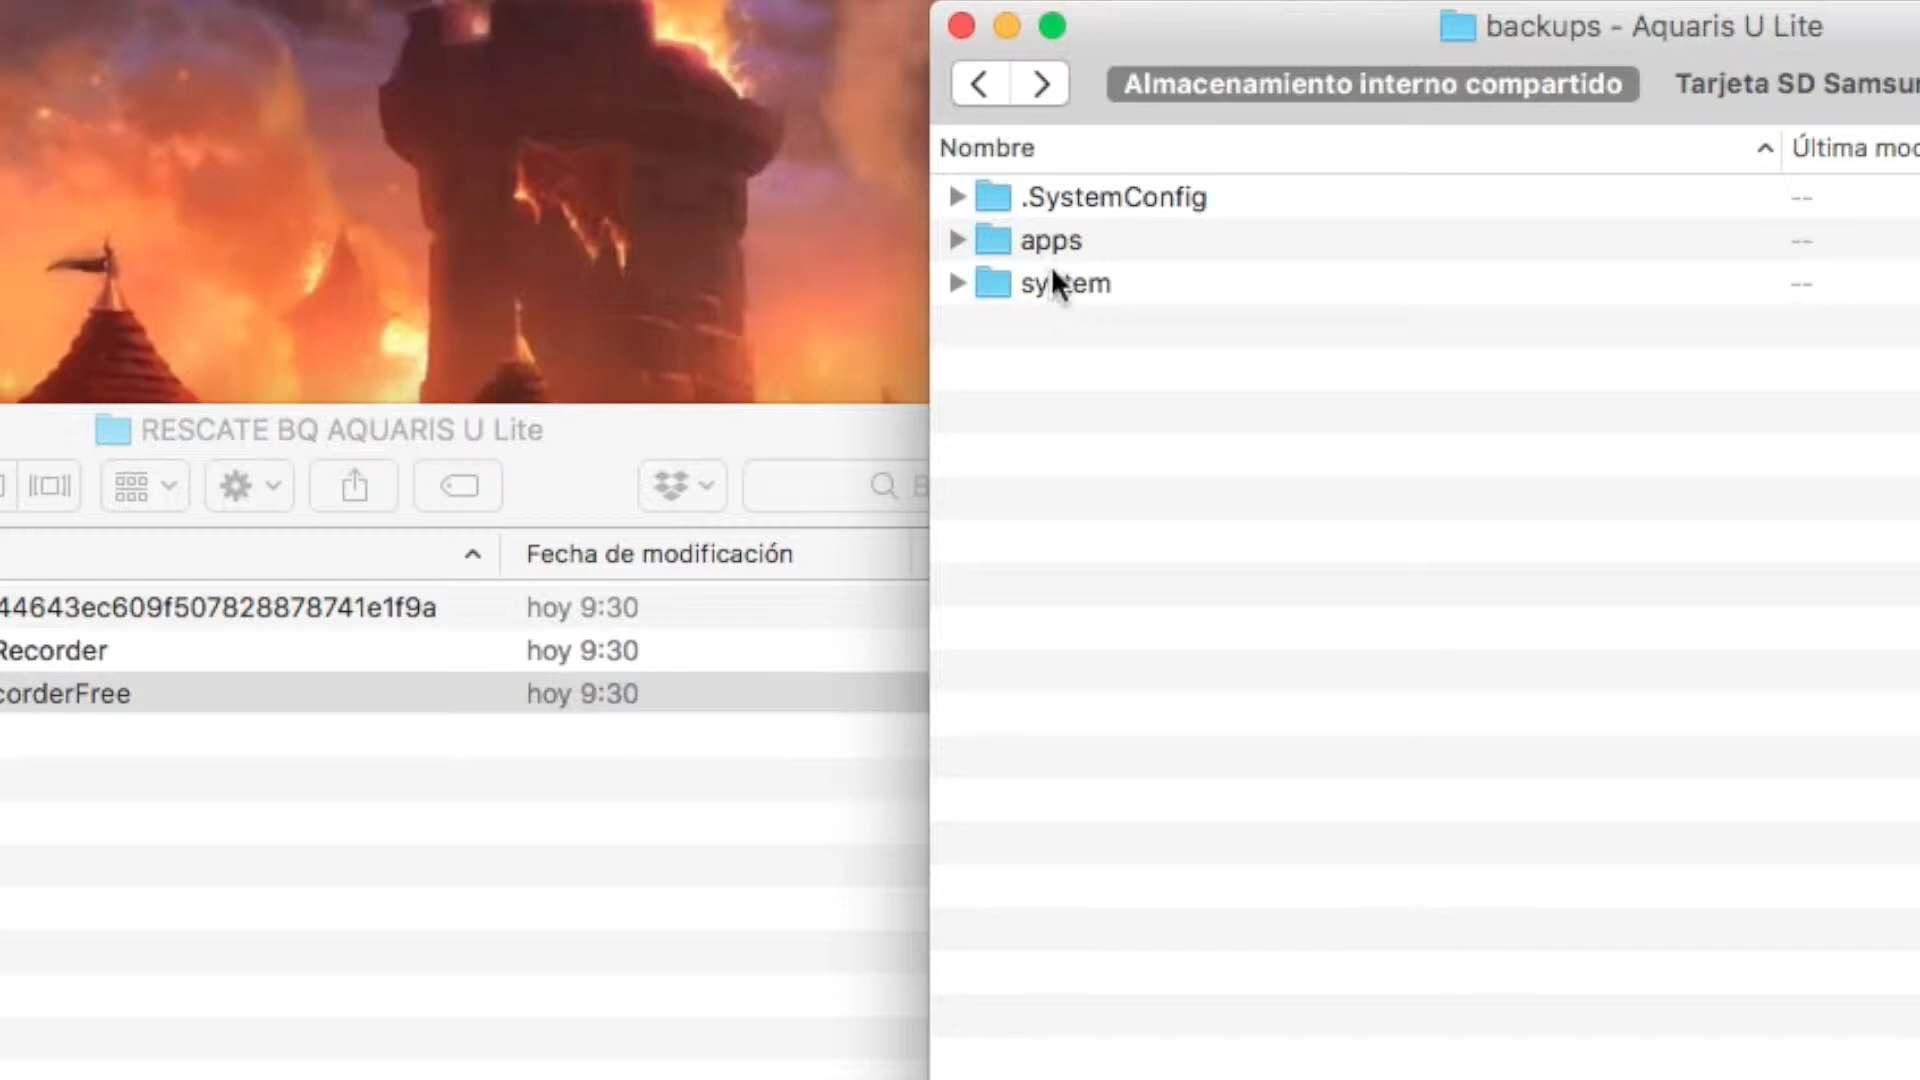 backups - Aquaris U Lite
Almacenamiento interno compartido
Tarjeta SD Samsu
Nombre
Última mod
.SystemConfig
--
apps
--
system
--
RESCATE BQ AQUARIS U Lite
B
Fecha de modificación
44643ec609f507828878741e1f9a
hoy 9:30
Recorder
hoy 9:30
corderFree
hoy 9:30